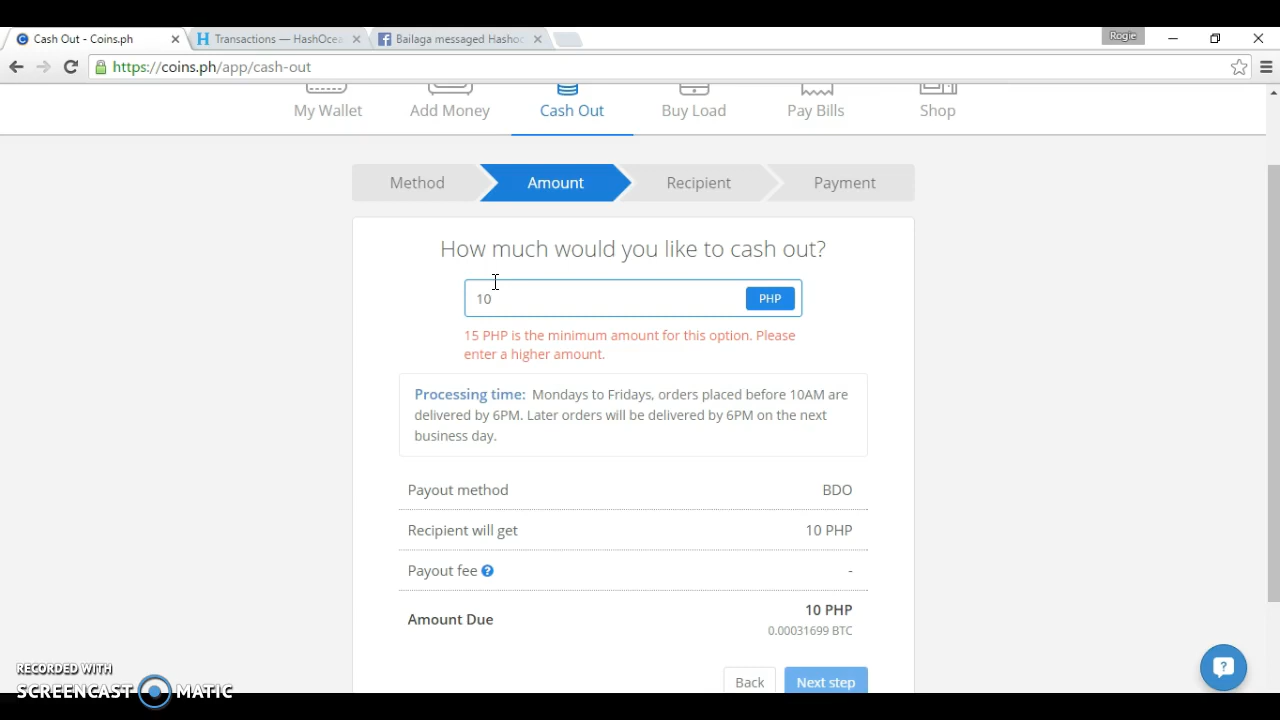 Cash Out - Coins.ph
Transactions — HashOce
Bailaga messaged Hashoc
Rogie
https://coins.ph/app/cash-out
My Wallet
Add Money
Cash Out
Buy Load
Pay Bills
Shop
Method
Amount
Recipient
Payment
How much would you like to cash out?
10
PHP
15 PHP is the minimum amount for this option. Please
enter a higher amount.
Processing time: Mondays to Fridays, orders placed before 10AM are
delivered by 6PM. Later orders will be delivered by 6PM on the next
business day.
Payout method BDO
Recipient will get 10 PHP
Payout fee ? -
Amount Due 10 PHP
0.00031699 BTC
Back
Next step
RECORDED WITH
SCREENCAST MATIC